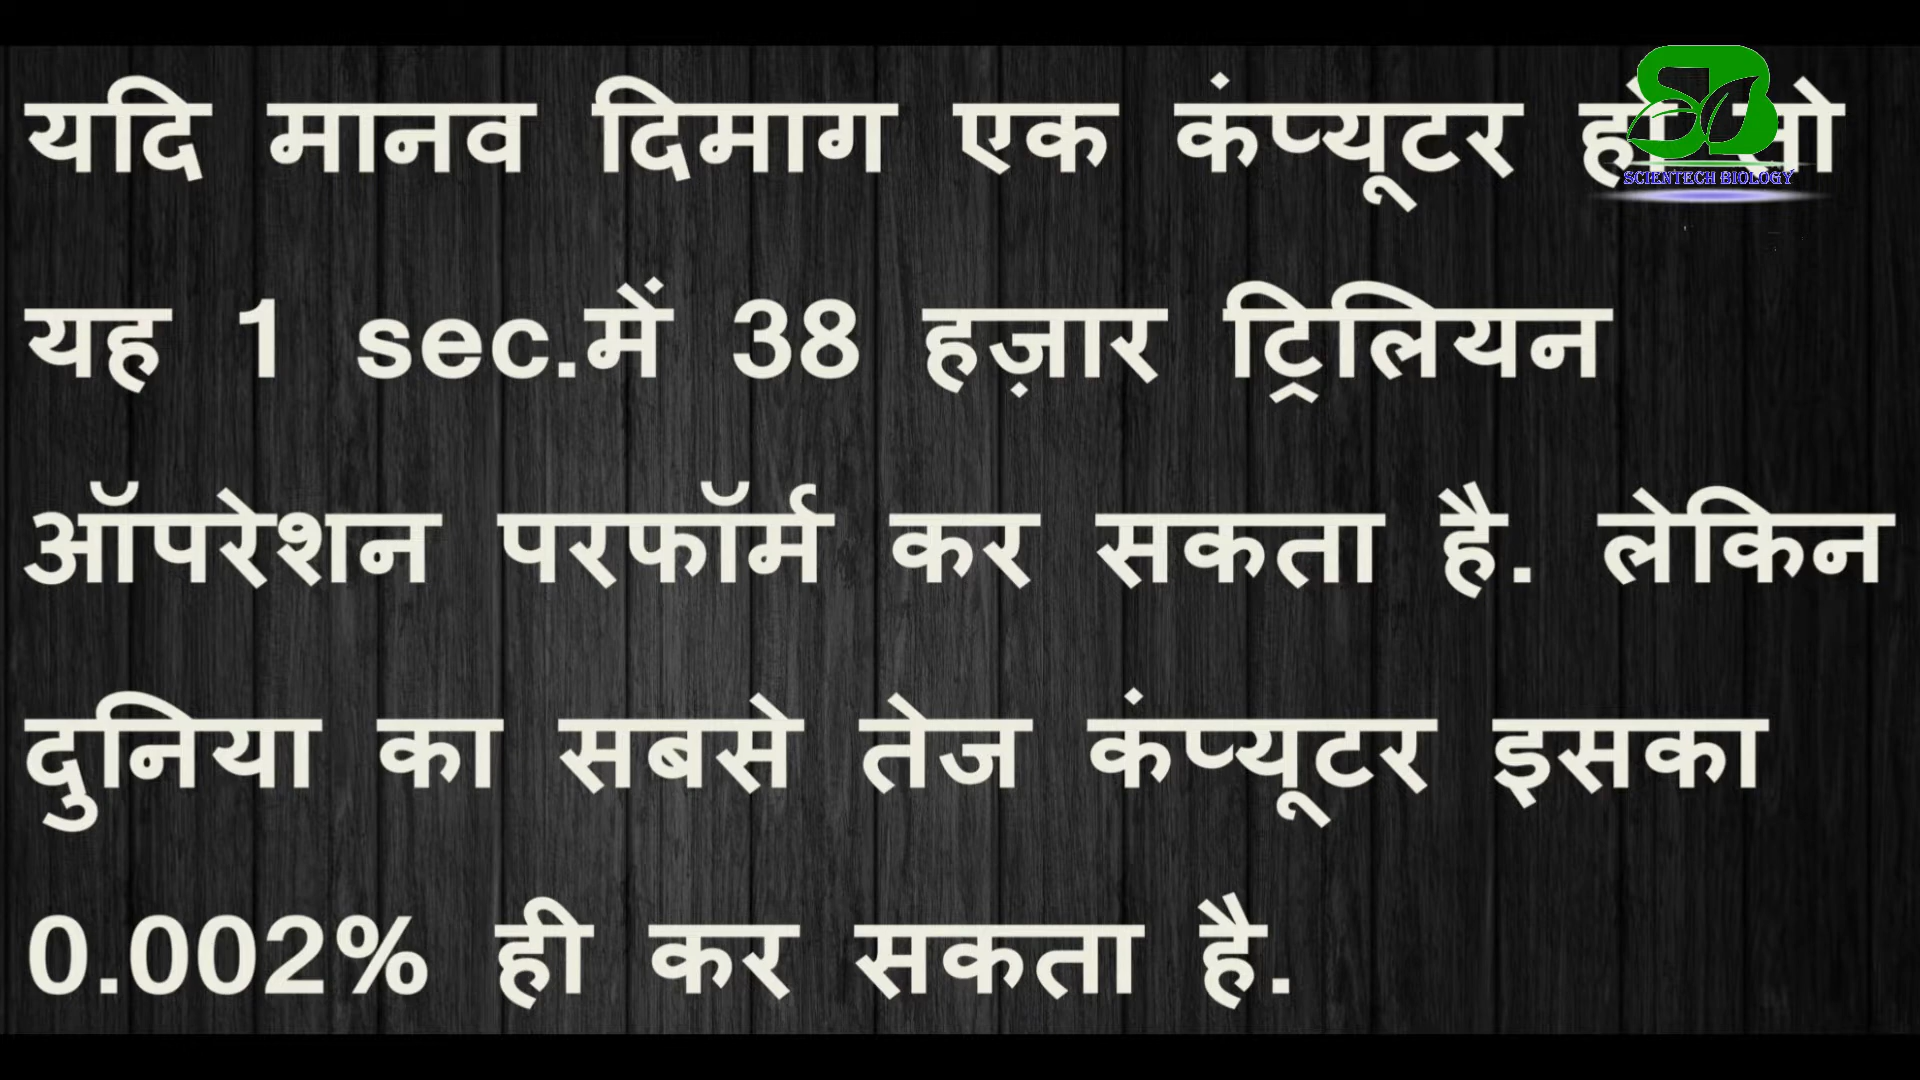 यदि मानव दिमाग एक कंप्यूटर हो तो
SCIENTECH BIOLOGY
यह 1 sec.में 38 हज़ार ट्रिलियन
ऑपरेशन परफॉर्म कर सकता है. लेकिन
दुनिया का सबसे तेज कंप्यूटर इसका
0.002% ही कर सकता है.